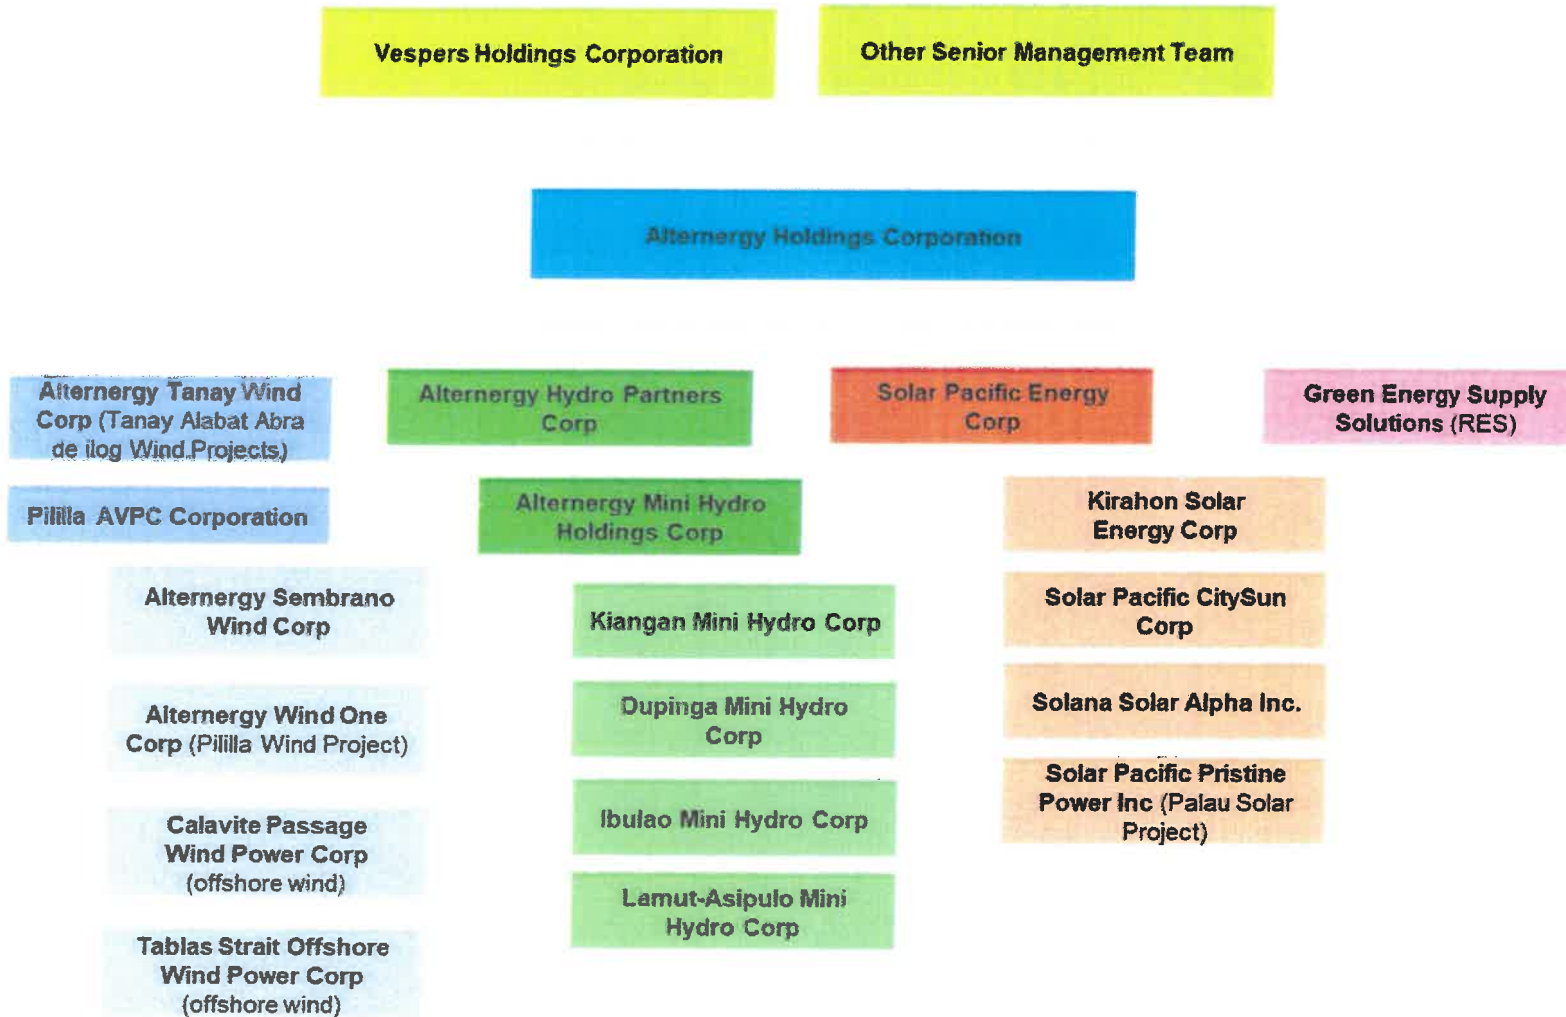 Vespers Holdings Corporation
Other Senior Management Team
Alternergy Holdings Corporation
Alternergy Tanay Wind
Corp (Tanay Alabat Abra
de ilog Wind Projects)
Pililla AVPC Corporation
Alternergy Sembrano
Wind Corp
Alternergy Wind One
Corp (Pililla Wind Project)
Calavite Passage
Wind Power Corp
(offshore wind)
Tablas Strait Offshore
Wind Power Corp
(offshore wind)
Alternergy Hydro Partners
Corp
Alternergy Mini Hydro
Holdings Corp
Kiangan Mini Hydro Corp
Dupinga Mini Hydro
Corp
Ibulao Mini Hydro Corp
Lamut-Asipulo Mini
Hydro Corp
Solar Pacific Energy
Corp
Kirahon Solar
Energy Corp
Solar Pacific CitySun
Corp
Solana Solar Alpha Inc.
Solar Pacific Pristine
Power Inc (Palau Solar
Project)
Green Energy Supply
Solutions (RES)